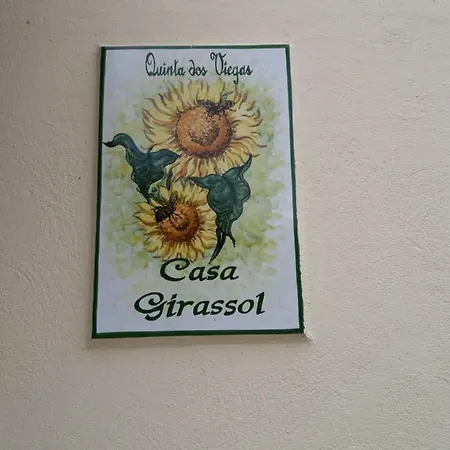 Quinta dos Viegas
Casa
Girassol